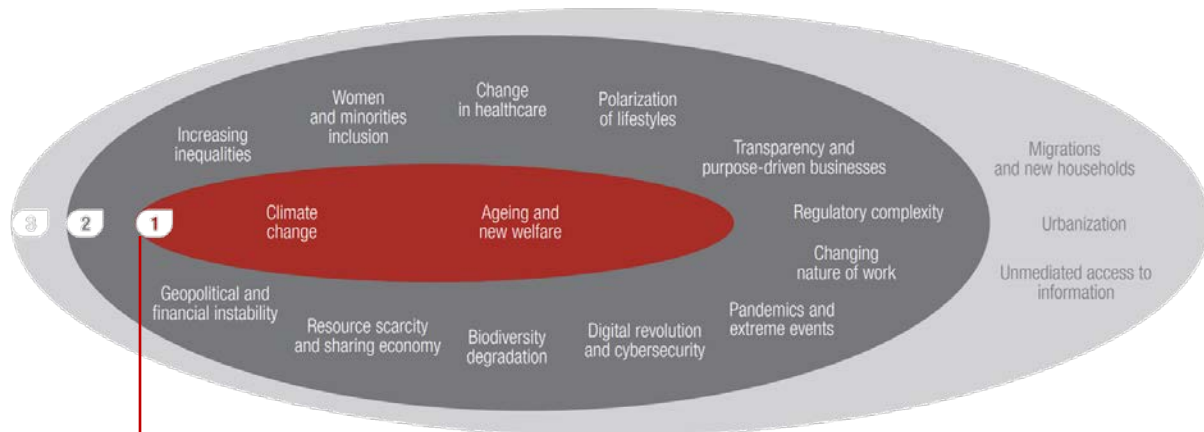 Women
and minorities
inclusion
Change
in healthcare
Polarization
of lifestyles
Increasing
inequalities
Transparency and
purpose-driven businesses
Migrations
and new households
3
2
1
Climate
change
Ageing and
new welfare
Regulatory complexity
Urbanization
Changing
nature of work
Unmediated access to
information
Geopolitical and
financial instability
Resource scarcity
and sharing economy
Biodiversity
degradation
Digital revolution
and cybersecurity
Pandemics and
extreme events